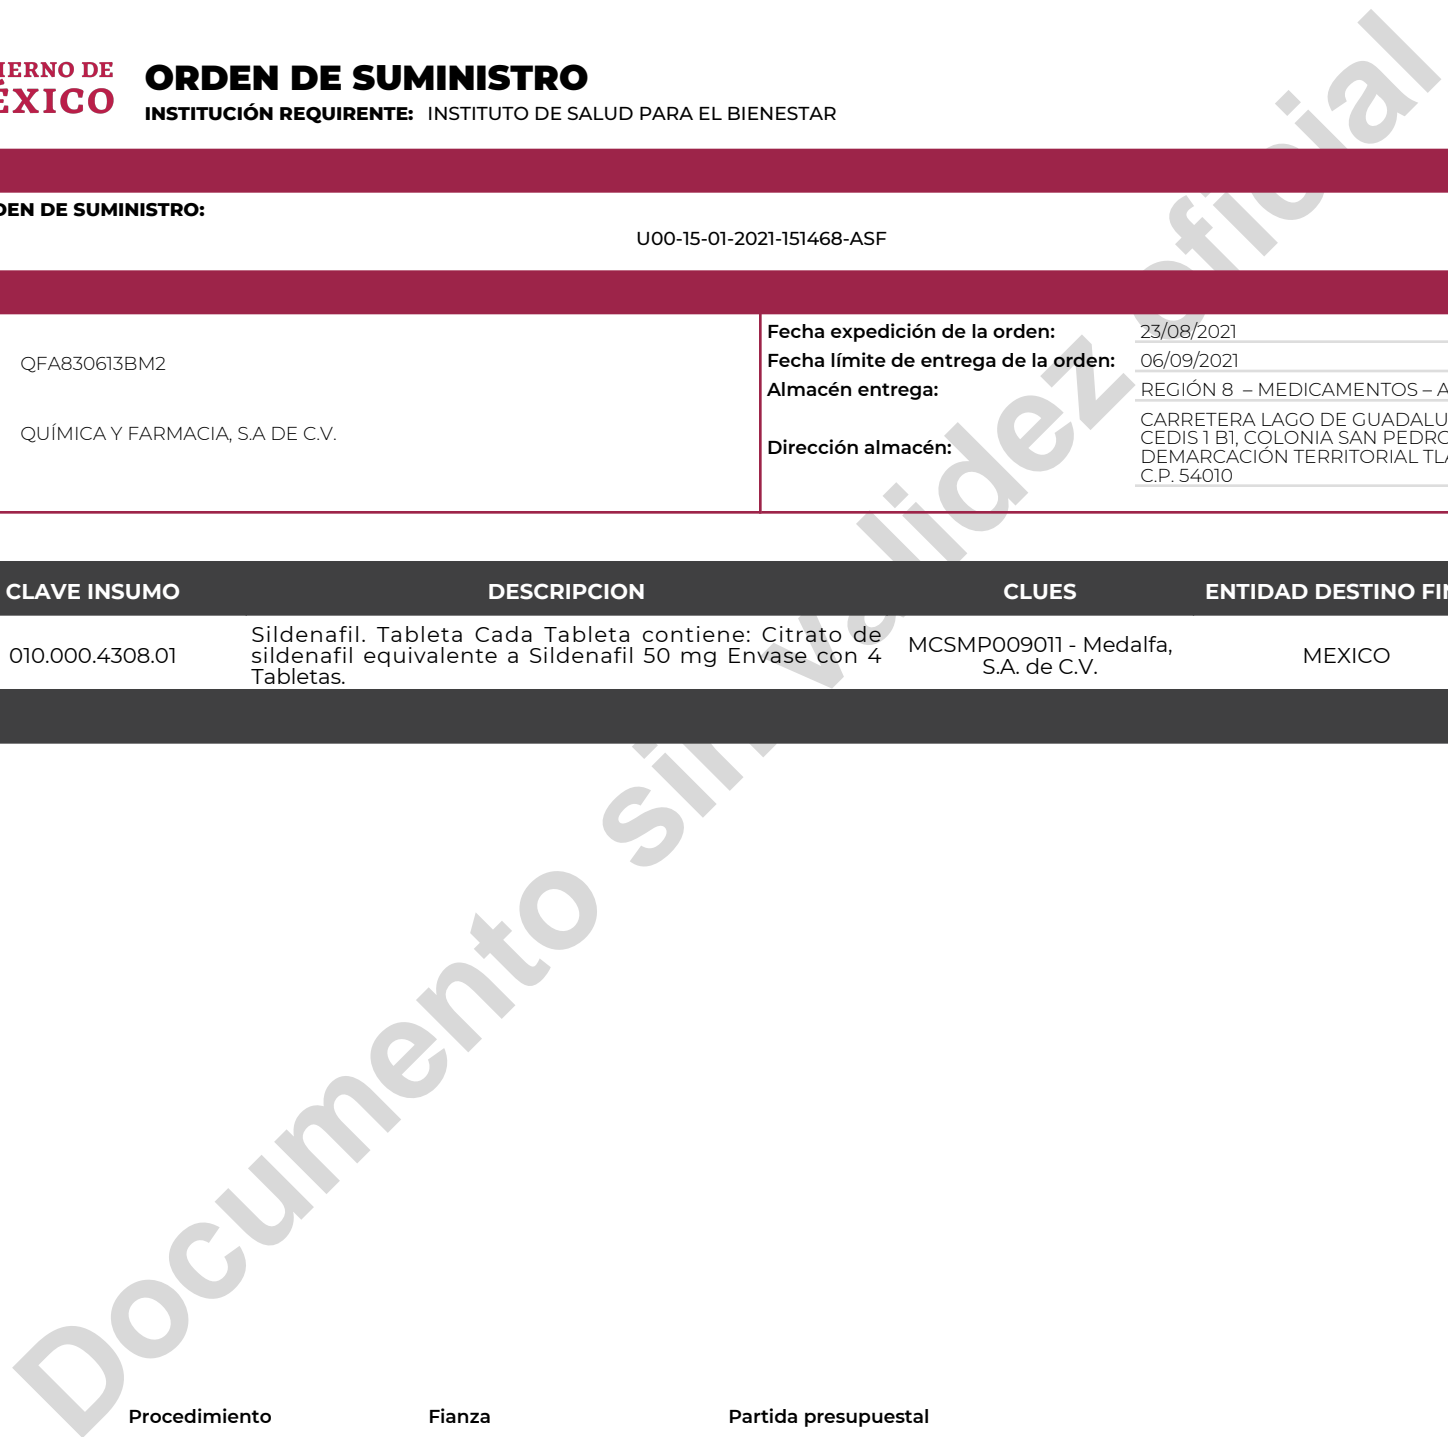 IERNO DE
ÉXICO
ORDEN DE SUMINISTRO
INSTITUCIÓN REQUIRENTE: INSTITUTO DE SALUD PARA EL BIENESTAR
DEN DE SUMINISTRO:
U00-15-01-2021-151468-ASF
QFA830613BM2
QUÍMICA Y FARMACIA, S.A DE C.V.
Fecha expedición de la orden: 23/08/2021
Fecha límite de entrega de la orden: 06/09/2021
Almacén entrega: REGIÓN 8 – MEDICAMENTOS – A
Dirección almacén:
CARRETERA LAGO DE GUADALU
CEDIS 1 B1, COLONIA SAN PEDRO
DEMARCACIÓN TERRITORIAL TLA
C.P. 54010
CLAVE INSUMO DESCRIPCION CLUES ENTIDAD DESTINO FIN
010.000.4308.01
Sildenafil. Tableta Cada Tableta contiene: Citrato de
sildenafil equivalente a Sildenafil 50 mg Envase con 4
Tabletas.
MCSMP009011 - Medalfa,
S.A. de C.V.
MEXICO
Documento sin validez oficial
Procedimiento Fianza Partida presupuestal